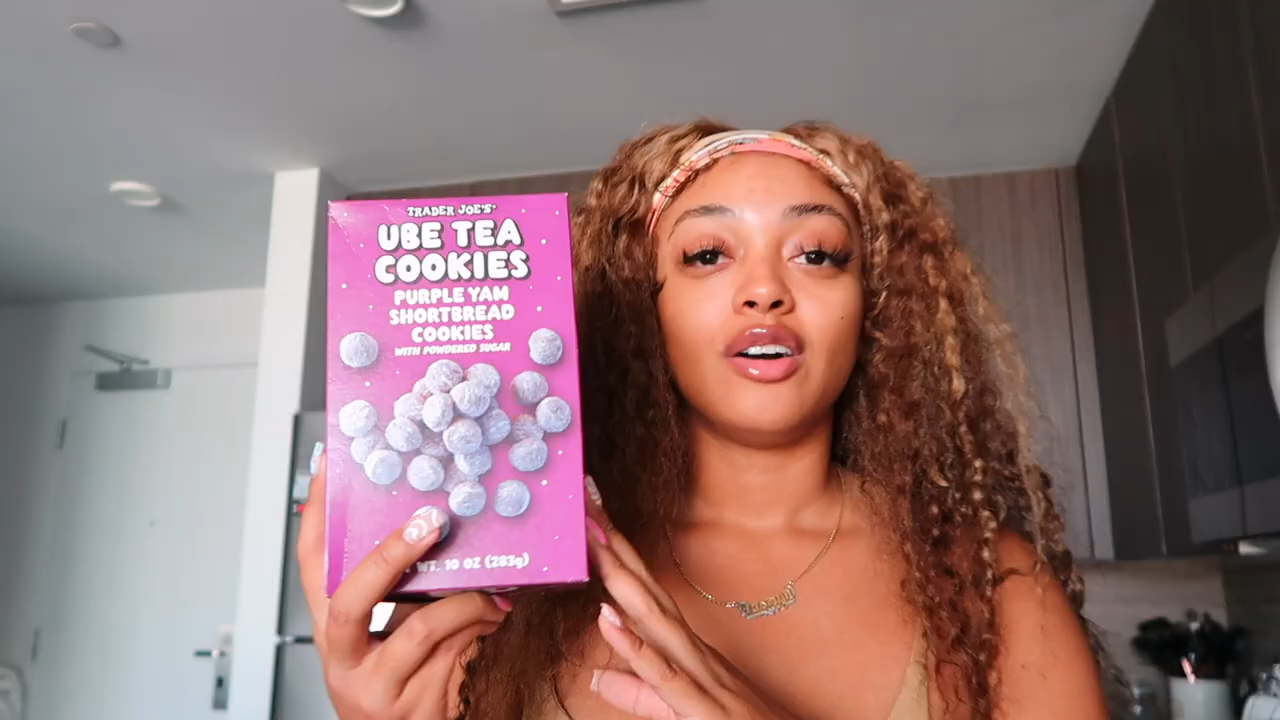 TRADER JOE'S
UBE TEA
COOKIES
PURPLE YAM
SHORTBREAD
COOKIES
WITH POWDERED SUGAR
WT. 10 OZ (283g)